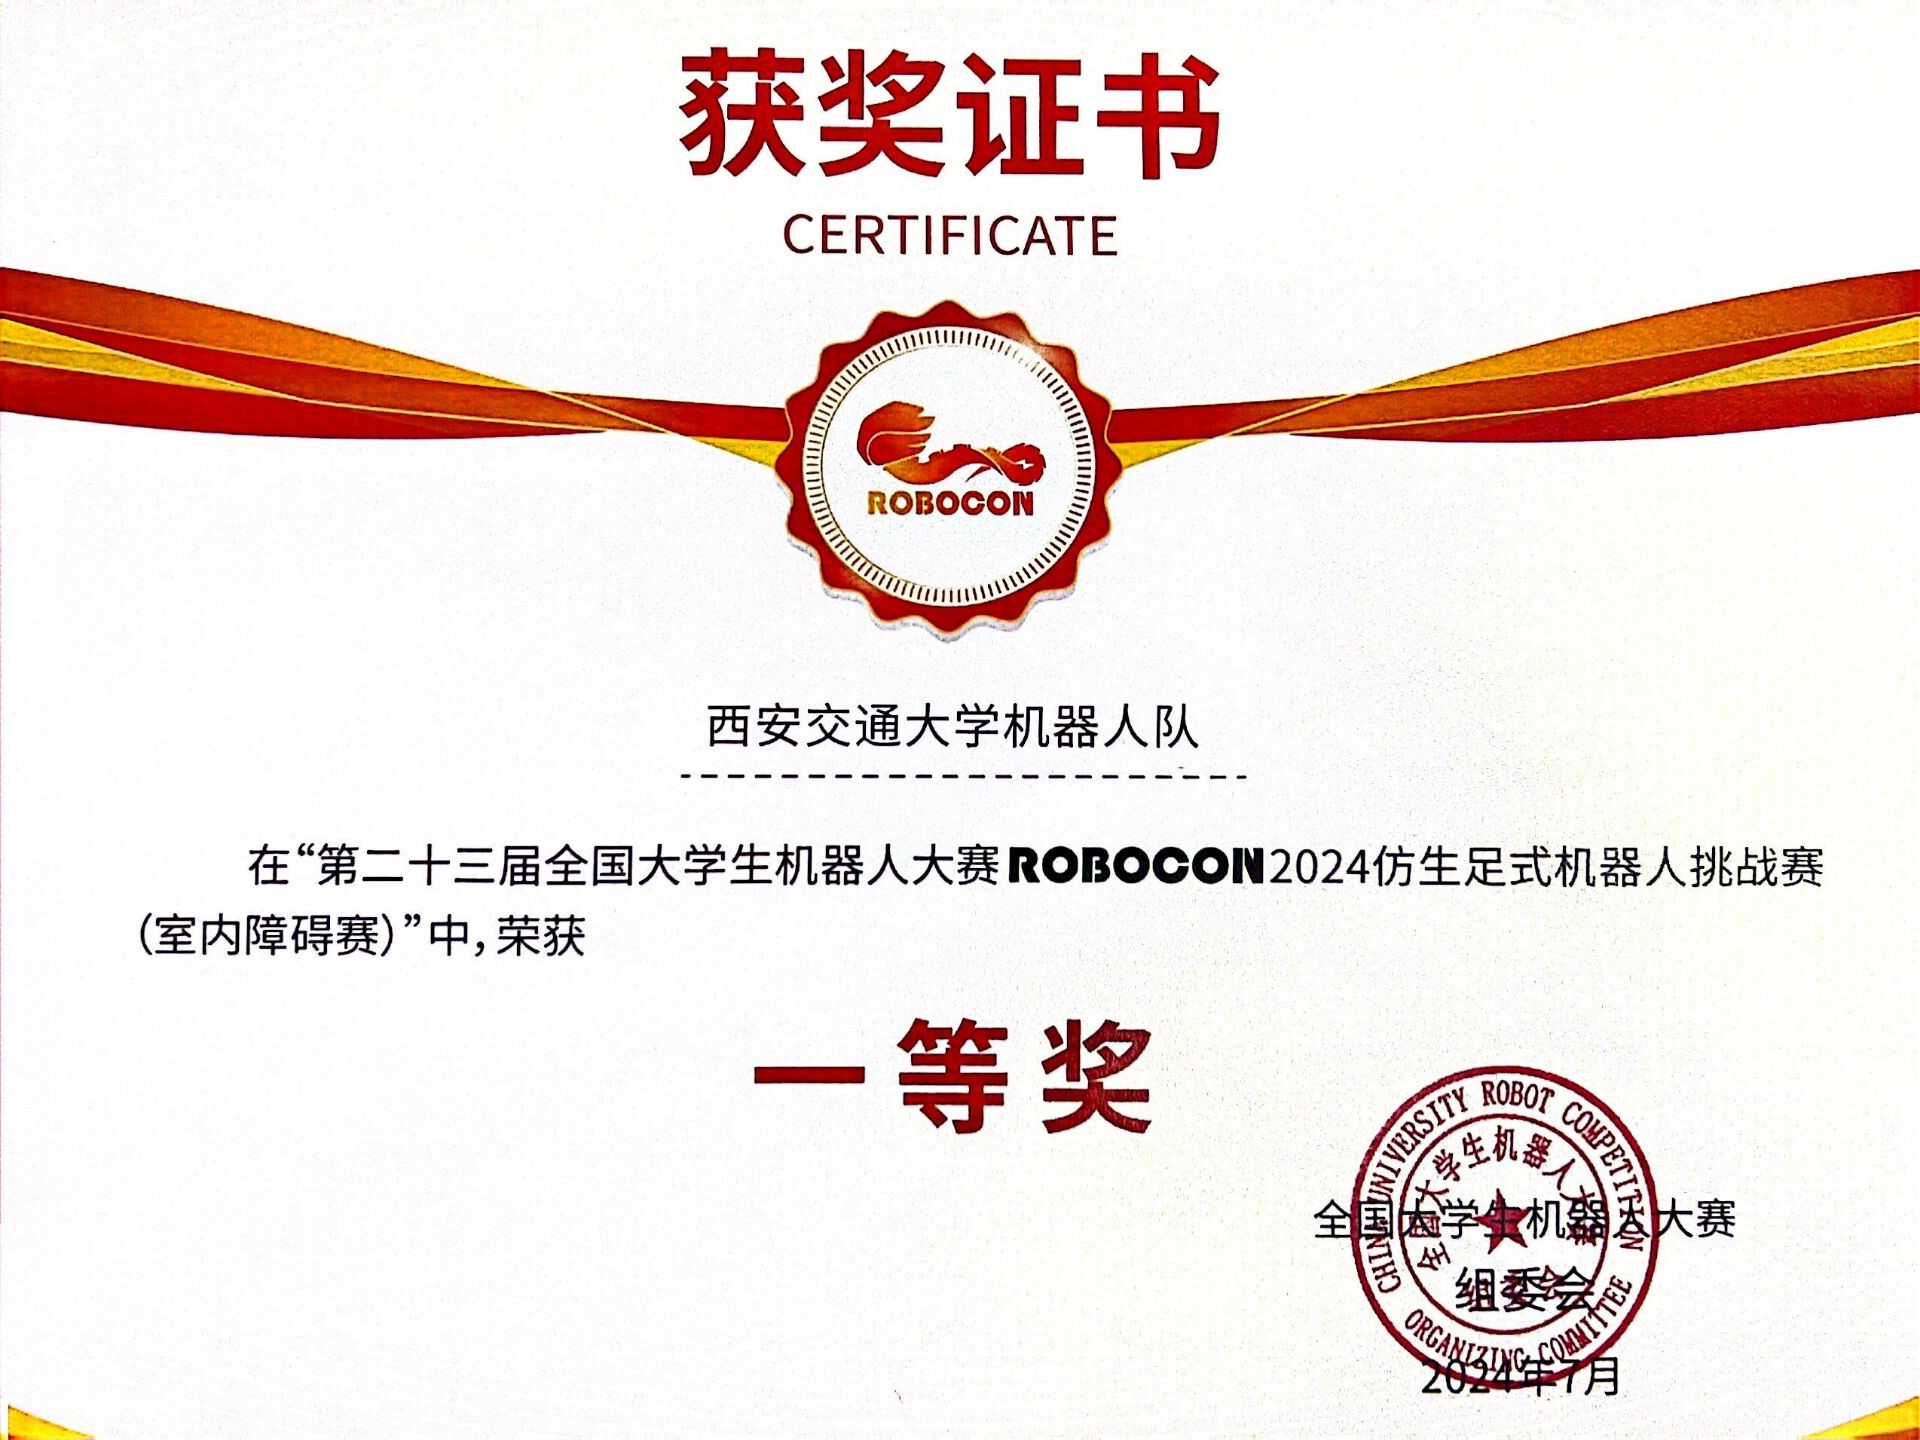 获奖证书
CERTIFICATE
ROBOCON
西安交通大学机器人队
在“第二十三届全国大学生机器人大赛ROBOCON2024仿生足式机器人挑战赛
（室内障碍赛）”中，荣获
一等奖
CHINA UNIVERSITY ROBOT COMPETITION
全国大学生机器人大赛
全国大学生机器人大赛
组委会
组委会
ORGANIZING COMMITTEE
2024年7月